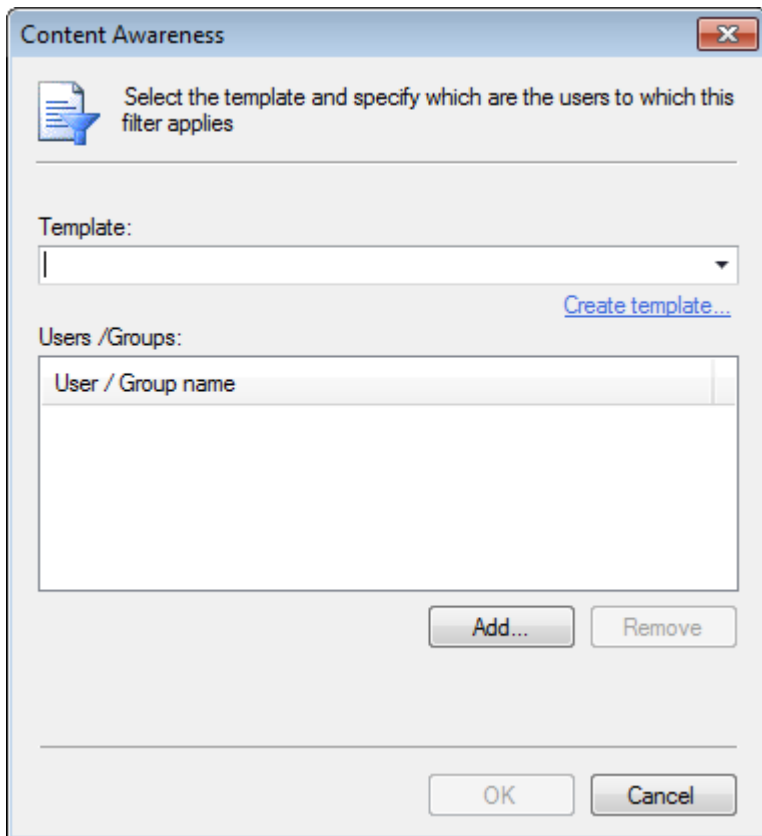 Content Awareness
Select the template and specify which are the users to which this
filter applies
Template:
Create template...
Users /Groups:
User / Group name
Add...
Remove
OK
Cancel